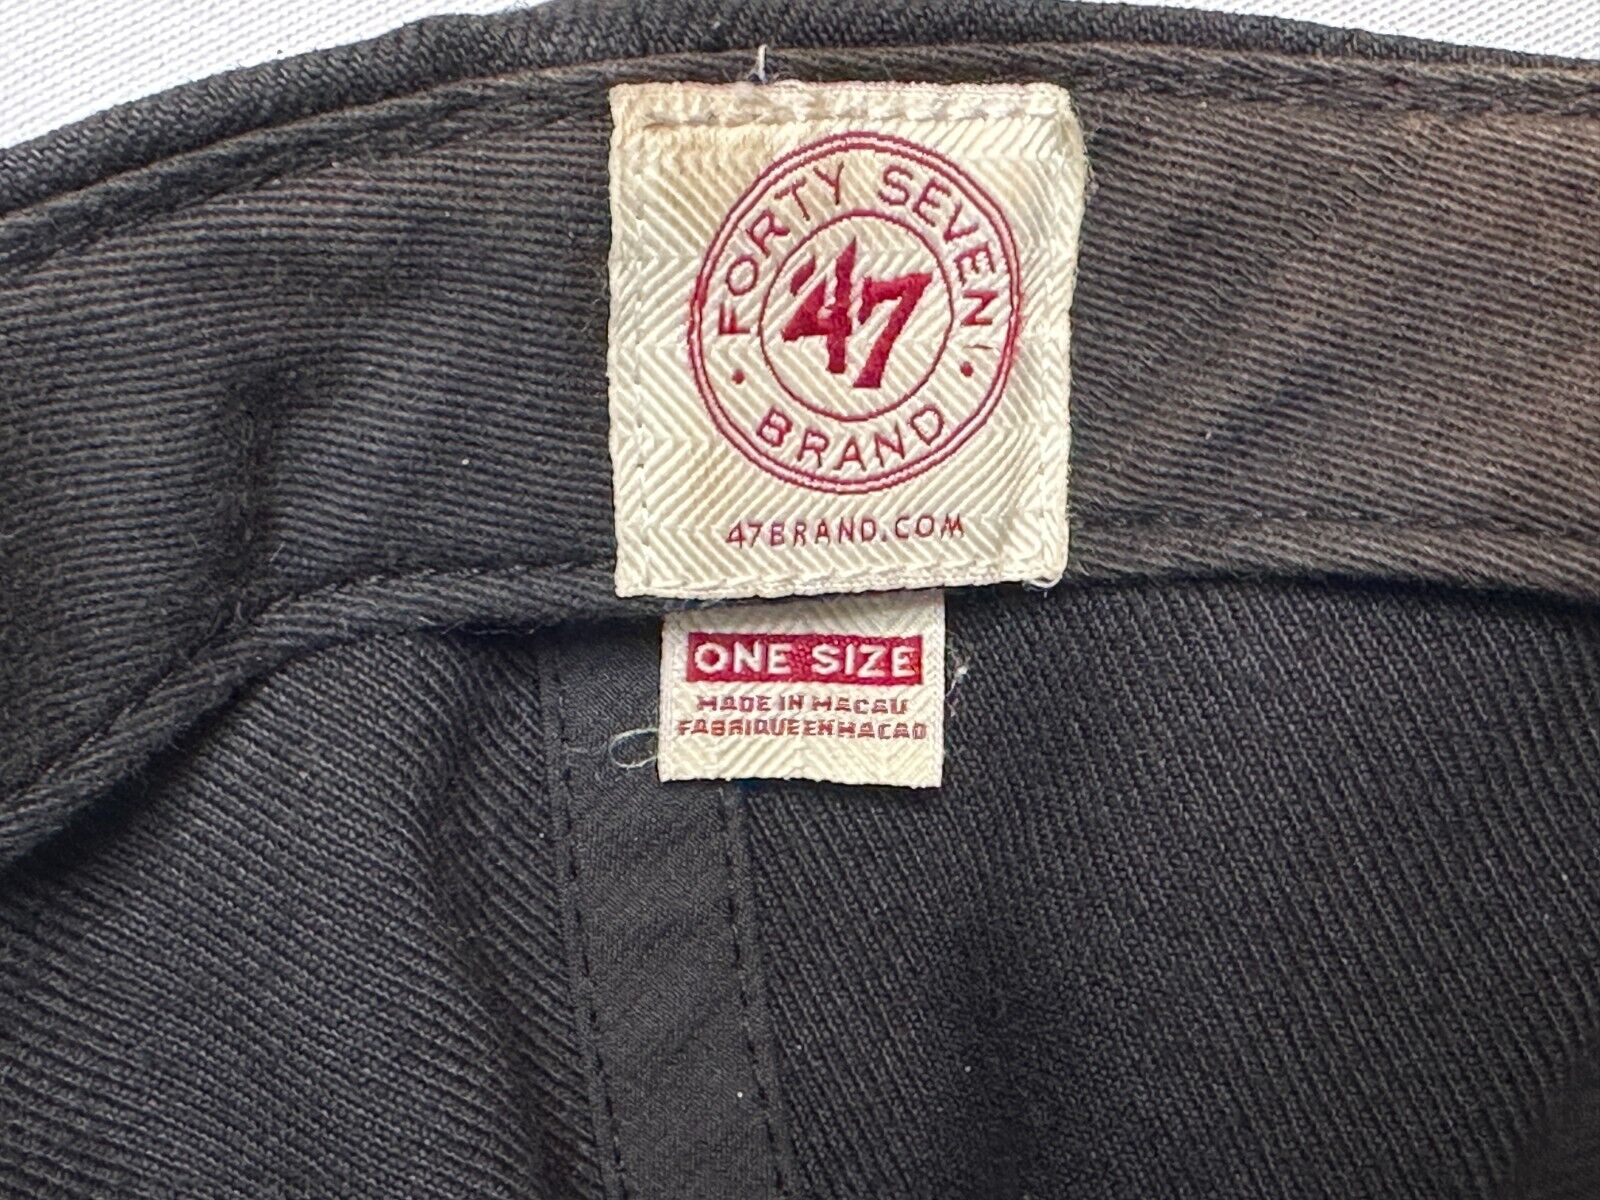 FORTY SEVEN
47
BRAND
47BRAND.COM
ONE SIZE
MADE IN MACAU
FABRIQUE EN MACAO